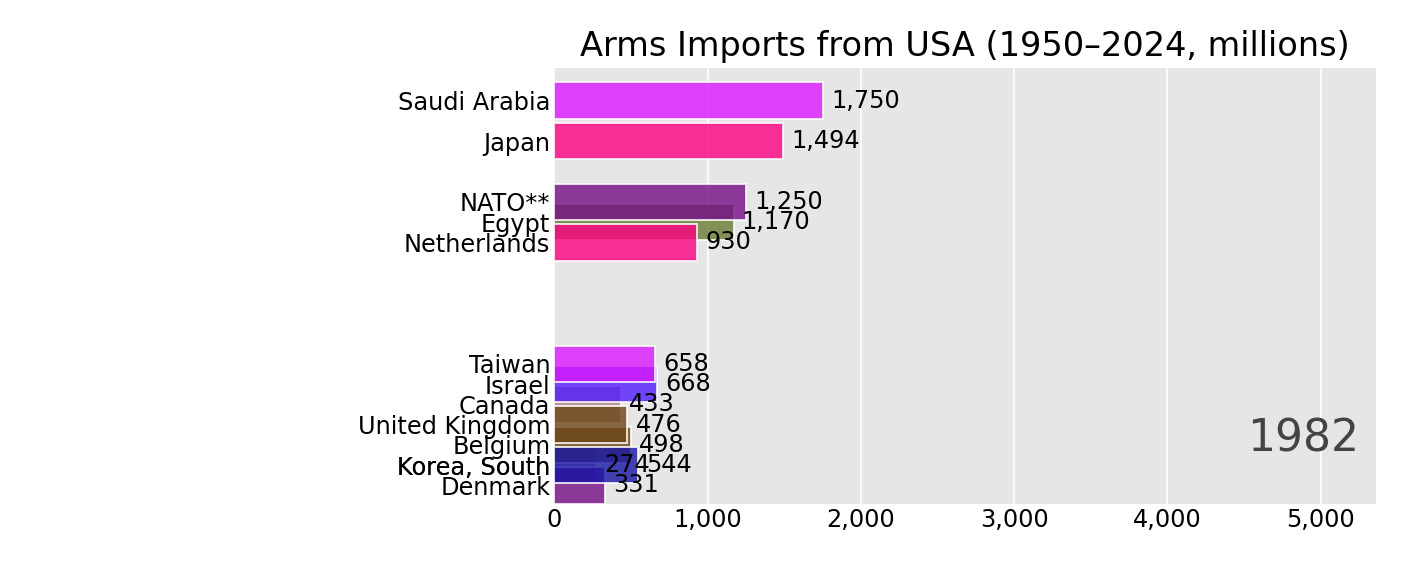 Arms Imports from USA (1950–2024, millions)
Saudi Arabia 1,750
Japan 1,494
NATO** 1,250
Egypt 1,170
Netherlands 930
Taiwan 658
Israel 668
Canada 433
United Kingdom 476
Belgium 498
Korea, South 274 544
Denmark 331
1982
0 1,000 2,000 3,000 4,000 5,000